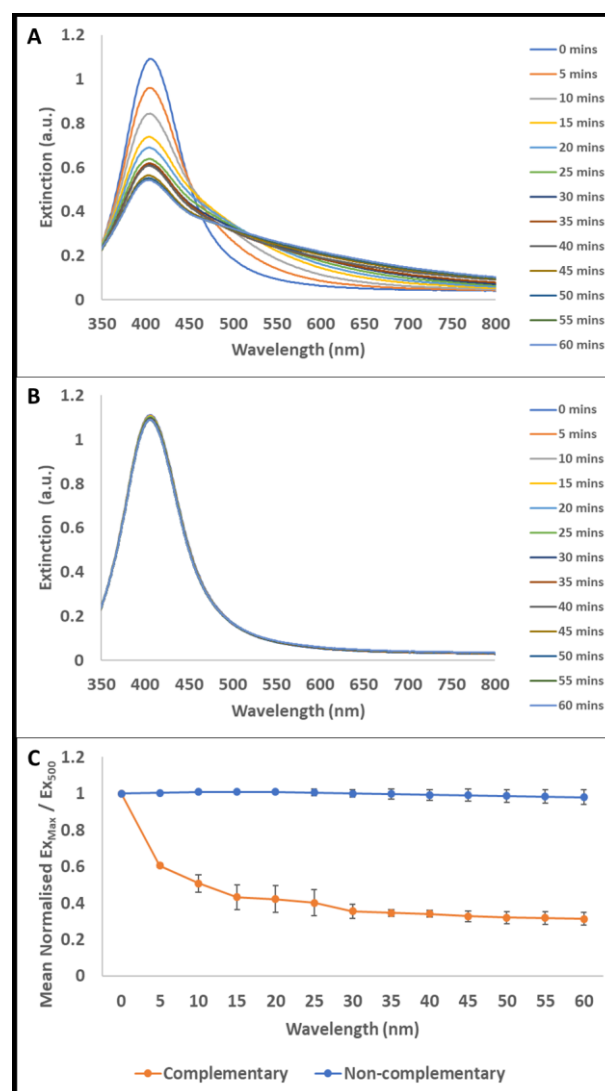 A
1.2
1
0.8
0.6
0.4
0.2
0
Extinction (a.u.)
350 400 450 500 550 600 650 700 750 800
Wavelength (nm)
0 mins
5 mins
10 mins
15 mins
20 mins
25 mins
30 mins
35 mins
40 mins
45 mins
50 mins
55 mins
60 mins
B
1.2
1
0.8
0.6
0.4
0.2
0
Extinction (a.u.)
350 400 450 500 550 600 650 700 750 800
Wavelength (nm)
0 mins
5 mins
10 mins
15 mins
20 mins
25 mins
30 mins
35 mins
40 mins
45 mins
50 mins
55 mins
60 mins
C
1.2
1
0.8
0.6
0.4
0.2
0
Mean Normalised ExMax / Ex500
0 5 10 15 20 25 30 35 40 45 50 55 60
Wavelength (nm)
Complementary Non-complementary